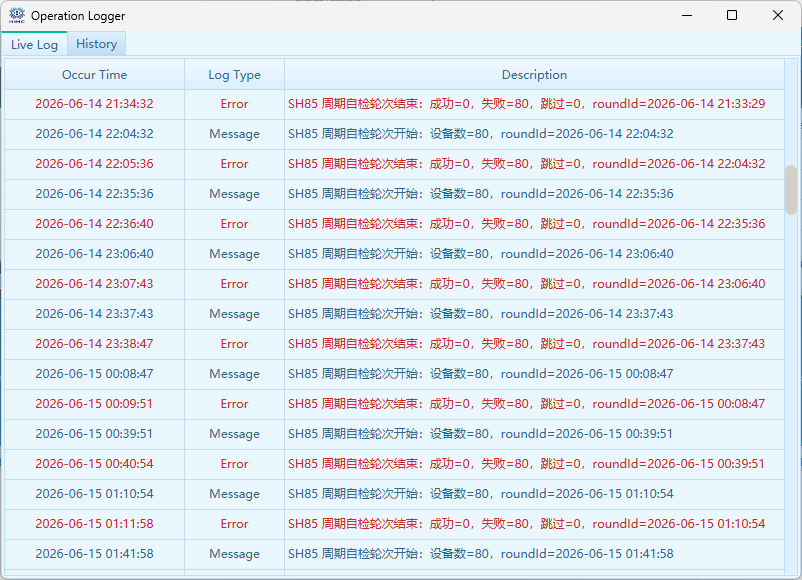 HIMC
Operation Logger
Live Log History
Occur Time Log Type Description
2026-06-14 21:34:32 Error SH85 周期自检轮次结束：成功=0，失败=80，跳过=0，roundId=2026-06-14 21:33:29
2026-06-14 22:04:32 Message SH85 周期自检轮次开始：设备数=80，roundId=2026-06-14 22:04:32
2026-06-14 22:05:36 Error SH85 周期自检轮次结束：成功=0，失败=80，跳过=0，roundId=2026-06-14 22:04:32
2026-06-14 22:35:36 Message SH85 周期自检轮次开始：设备数=80，roundId=2026-06-14 22:35:36
2026-06-14 22:36:40 Error SH85 周期自检轮次结束：成功=0，失败=80，跳过=0，roundId=2026-06-14 22:35:36
2026-06-14 23:06:40 Message SH85 周期自检轮次开始：设备数=80，roundId=2026-06-14 23:06:40
2026-06-14 23:07:43 Error SH85 周期自检轮次结束：成功=0，失败=80，跳过=0，roundId=2026-06-14 23:06:40
2026-06-14 23:37:43 Message SH85 周期自检轮次开始：设备数=80，roundId=2026-06-14 23:37:43
2026-06-14 23:38:47 Error SH85 周期自检轮次结束：成功=0，失败=80，跳过=0，roundId=2026-06-14 23:37:43
2026-06-15 00:08:47 Message SH85 周期自检轮次开始：设备数=80，roundId=2026-06-15 00:08:47
2026-06-15 00:09:51 Error SH85 周期自检轮次结束：成功=0，失败=80，跳过=0，roundId=2026-06-15 00:08:47
2026-06-15 00:39:51 Message SH85 周期自检轮次开始：设备数=80，roundId=2026-06-15 00:39:51
2026-06-15 00:40:54 Error SH85 周期自检轮次结束：成功=0，失败=80，跳过=0，roundId=2026-06-15 00:39:51
2026-06-15 01:10:54 Message SH85 周期自检轮次开始：设备数=80，roundId=2026-06-15 01:10:54
2026-06-15 01:11:58 Error SH85 周期自检轮次结束：成功=0，失败=80，跳过=0，roundId=2026-06-15 01:10:54
2026-06-15 01:41:58 Message SH85 周期自检轮次开始：设备数=80，roundId=2026-06-15 01:41:58